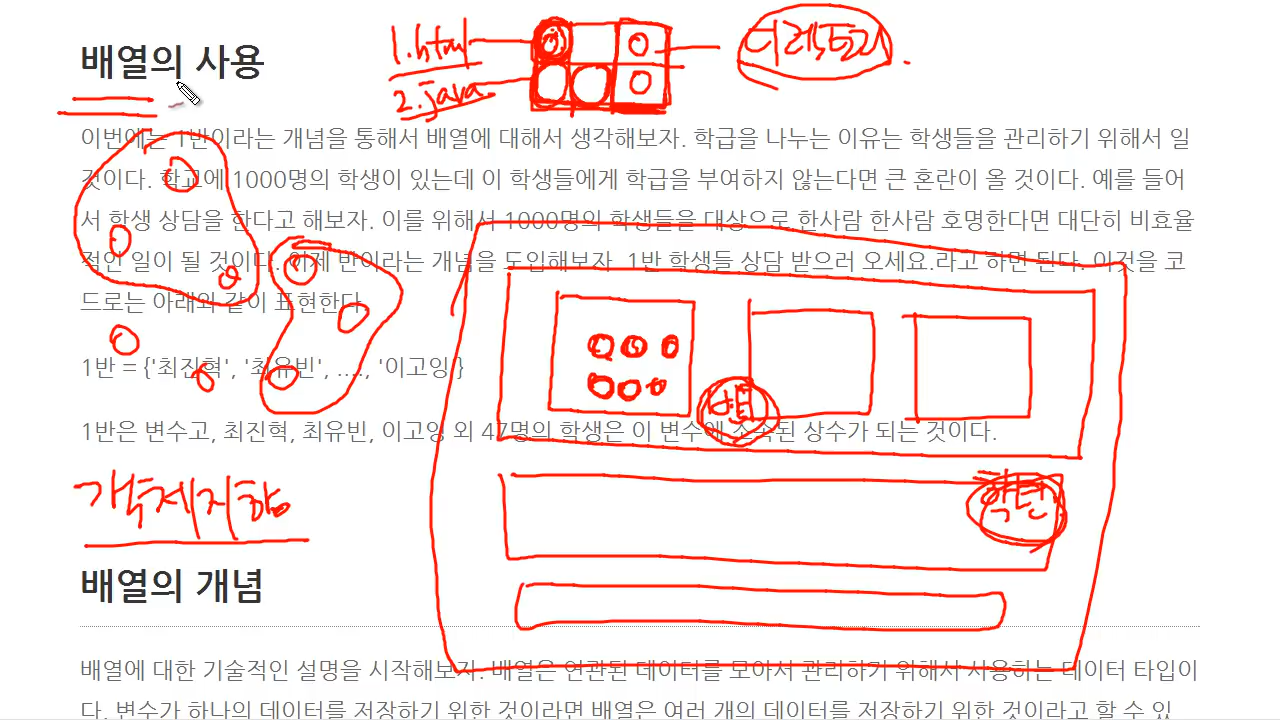 1.html
디렉토리
배열의 사용
2.java
이번에는 1반이라는 개념을 통해서 배열에 대해서 생각해보자. 학급을 나누는 이유는 학생들을 관리하기 위해서 일
것이다. 학교에 1000명의 학생이 있는데 이 학생들에게 학급을 부여하지 않는다면 큰 혼란이 올 것이다. 예를 들어
서 학생 상담을 한다고 해보자. 이를 위해서 1000명의 학생들을 대상으로 한사람 한사람 호명한다면 대단히 비효율
적인 일이 될 것이다. 이제 반이라는 개념을 도입해보자. 1반 학생들 상담 받으러 오세요.라고 하면 된다. 이것을 코
드로는 아래와 같이 표현한다.
1반 = {'최진혁', '최유빈', ...., '이고잉'}
반
1반은 변수고, 최진혁, 최유빈, 이고잉 외 47명의 학생은 이 변수에 소속된 상수가 되는 것이다.
객체지향
학년
배열의 개념
배열에 대한 기술적인 설명을 시작해보자. 배열은 연관된 데이터를 모아서 관리하기 위해서 사용하는 데이터 타입이
다. 변수가 하나의 데이터를 저장하기 위한 것이라면 배열은 여러 개의 데이터를 저장하기 위한 것이라고 할 수 있